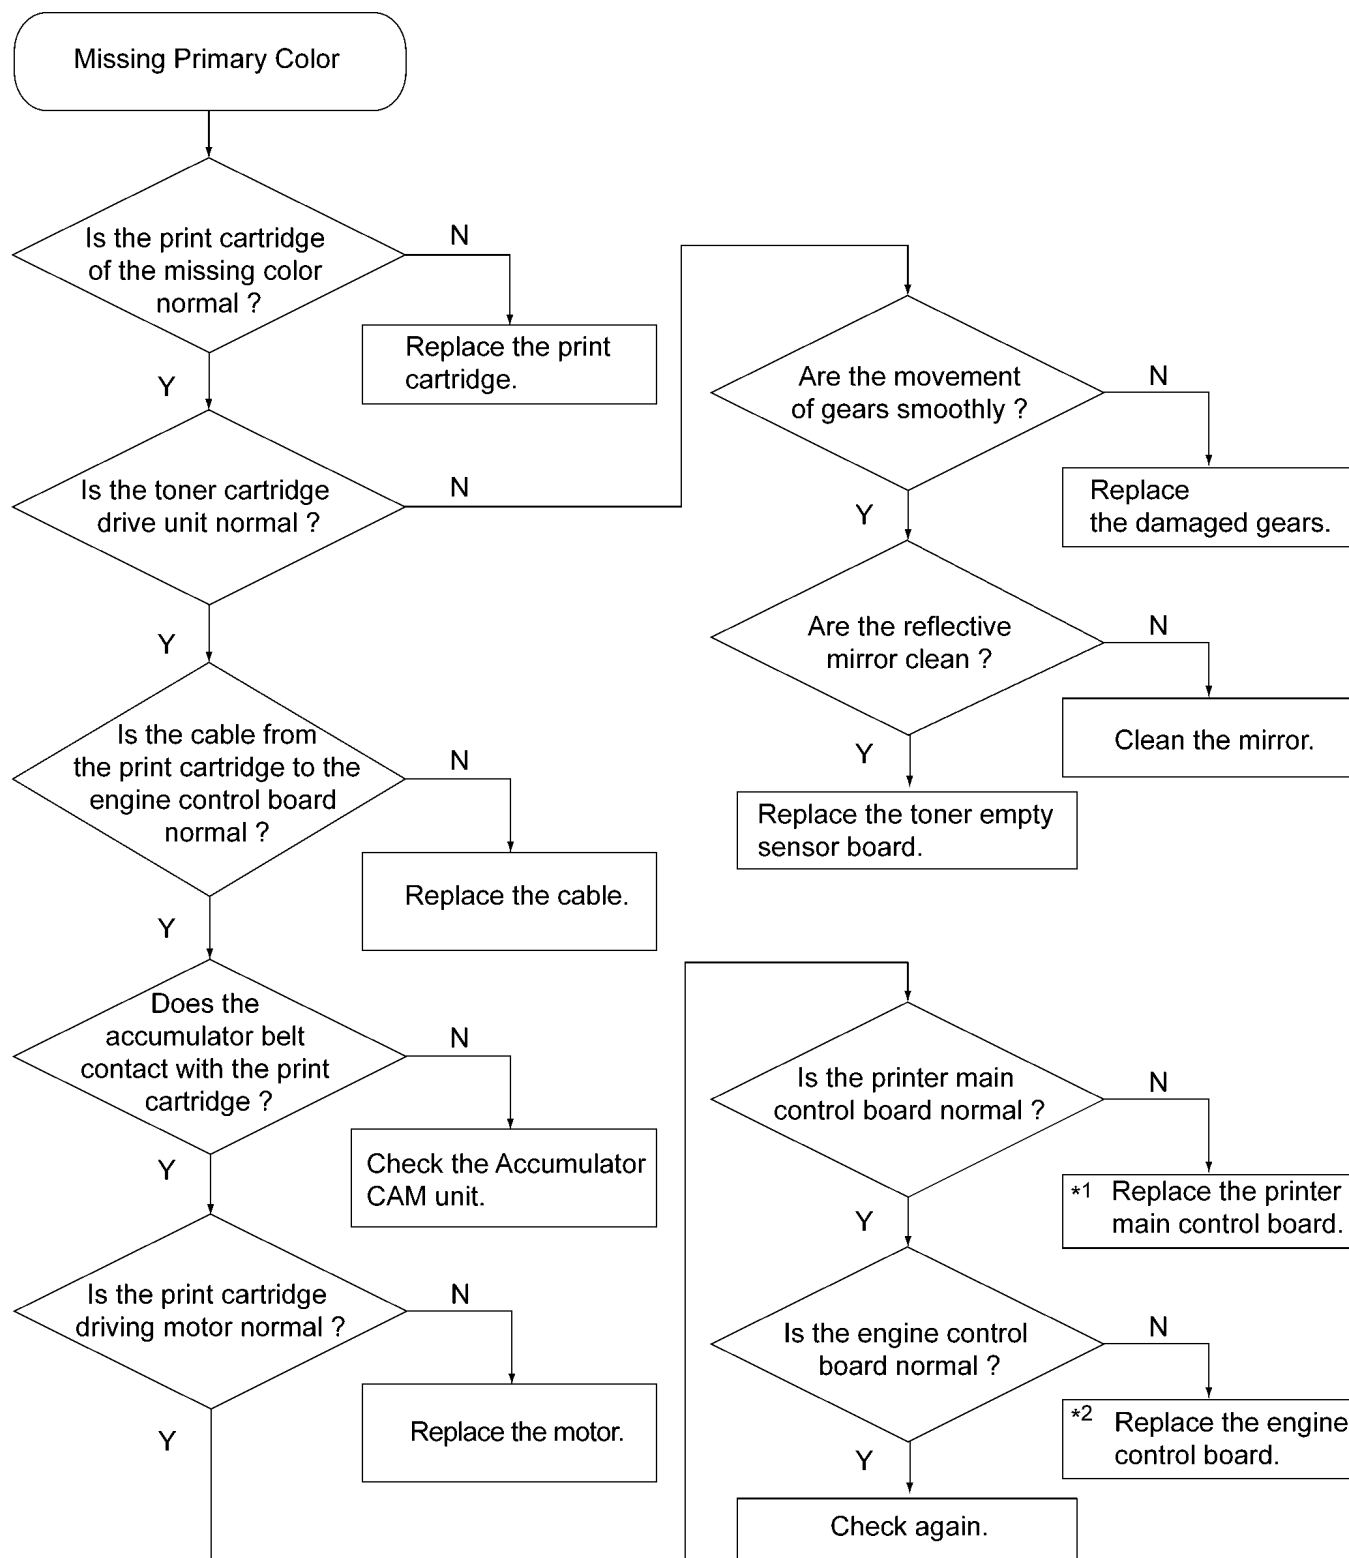 Missing Primary Color
Is the print cartridge
of the missing color
normal ?
N
Replace the print
cartridge.
Y
Is the toner cartridge
drive unit normal ?
N
Y
Is the cable from
the print cartridge to the
engine control board
normal ?
N
Replace the cable.
Y
Does the
accumulator belt
contact with the print
cartridge ?
N
Check the Accumulator
CAM unit.
Y
Is the print cartridge
driving motor normal ?
N
Replace the motor.
Y
Are the movement
of gears smoothly ?
N
Replace
the damaged gears.
Y
Are the reflective
mirror clean ?
N
Clean the mirror.
Y
Replace the toner empty
sensor board.
Is the printer main
control board normal ?
N
*1 Replace the printer
main control board.
Y
Is the engine control
board normal ?
N
*2 Replace the engine
control board.
Y
Check again.